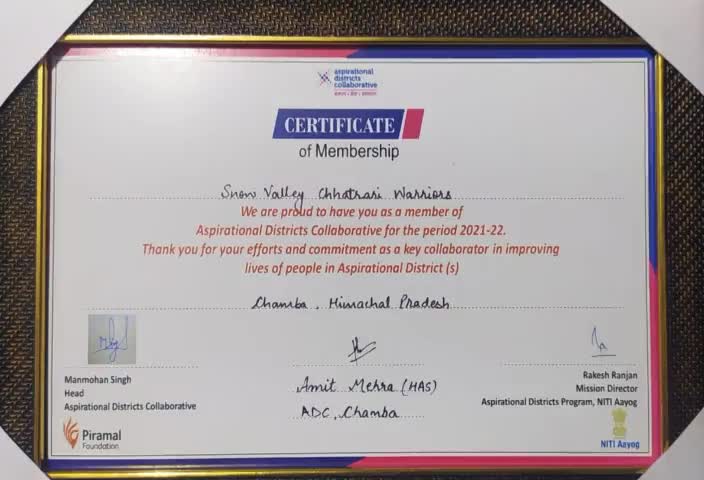 aspirational
districts
collaborative
CERTIFICATE
of Membership
Snow Valley Chhatrari Warriors
We are proud to have you as a member of
Aspirational Districts Collaborative for the period 2021-22.
Thank you for your efforts and commitment as a key collaborator in improving
lives of people in Aspirational District (s)
Chamba, Himachal Pradesh
Manmohan Singh
Head
Aspirational Districts Collaborative
Amit Mehra (HAS)
ADC, Chamba
Rakesh Ranjan
Mission Director
Aspirational Districts Program, NITI Aayog
Piramal
Foundation
NITI Aayog